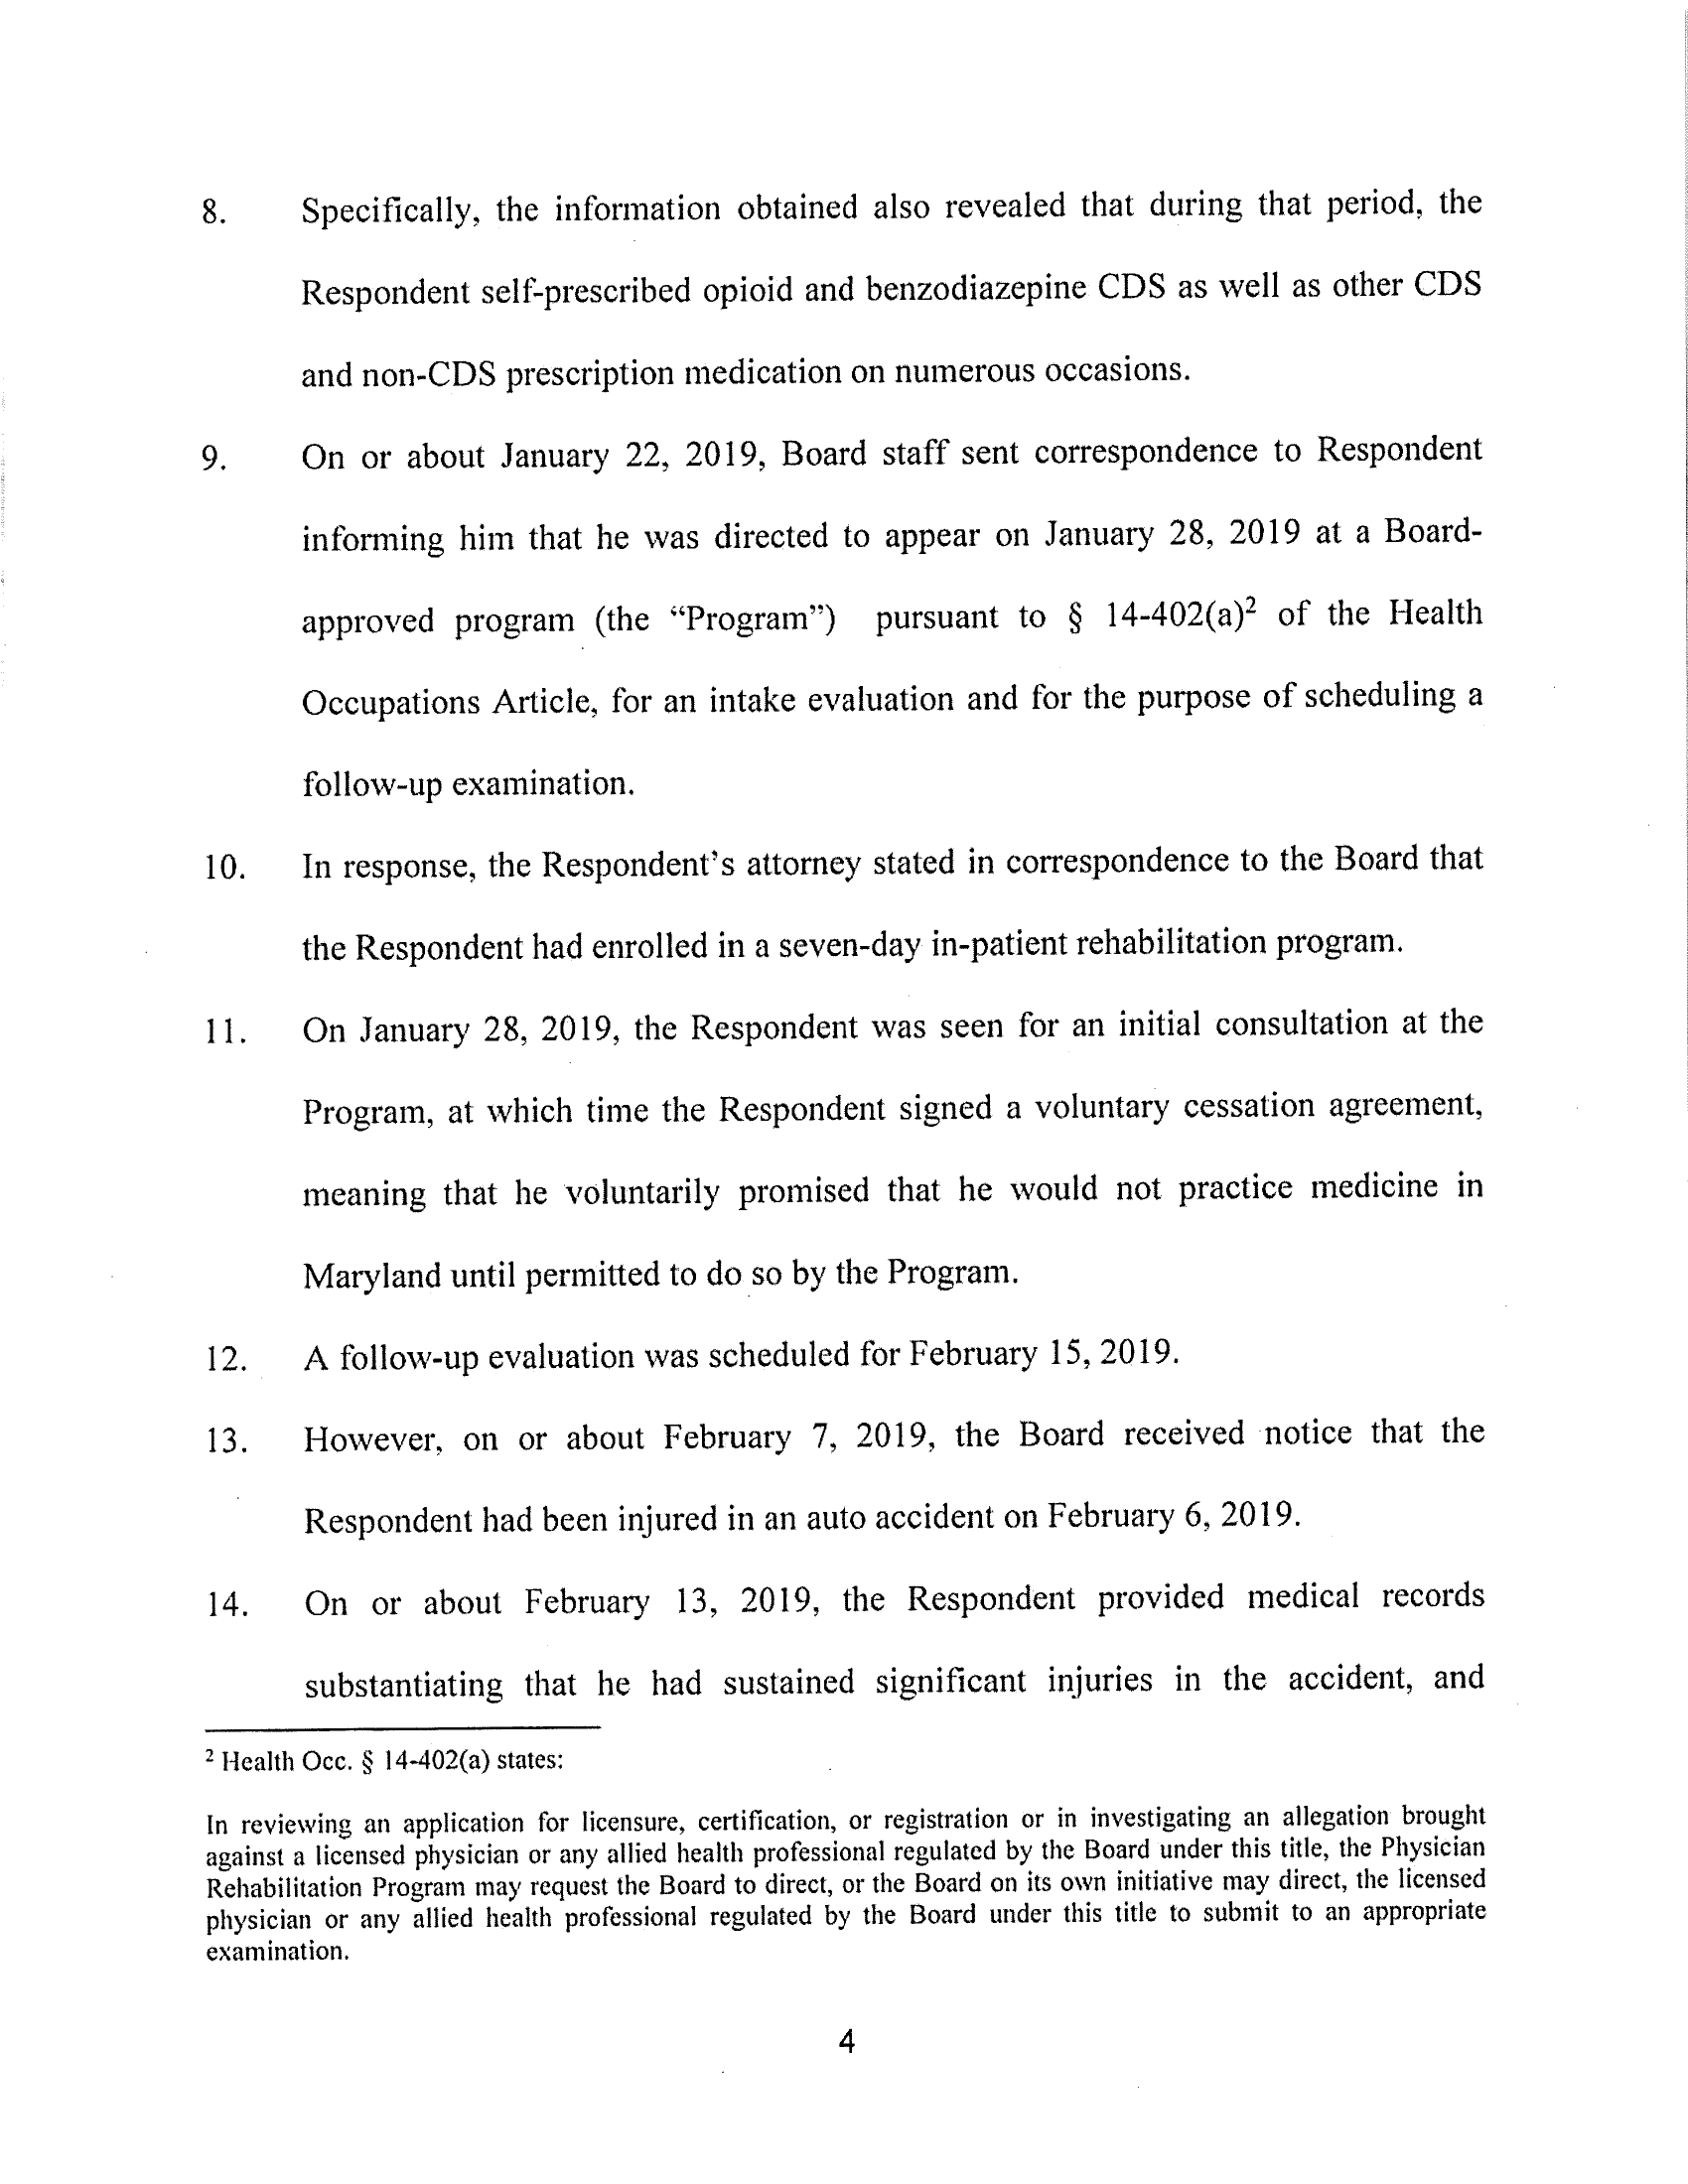 8. Specifically, the information obtained also revealed that during that period, the
Respondent self-prescribed opioid and benzodiazepine CDS as well as other CDS
and non-CDS prescription medication on numerous occasions.
9. On or about January 22, 2019, Board staff sent correspondence to Respondent
informing him that he was directed to appear on January 28, 2019 at a Board-
approved program (the “Program”) pursuant to § 14-402(a)² of the Health
Occupations Article, for an intake evaluation and for the purpose of scheduling a
follow-up examination.
10. In response, the Respondent’s attorney stated in correspondence to the Board that
the Respondent had enrolled in a seven-day in-patient rehabilitation program.
11. On January 28, 2019, the Respondent was seen for an initial consultation at the
Program, at which time the Respondent signed a voluntary cessation agreement,
meaning that he voluntarily promised that he would not practice medicine in
Maryland until permitted to do so by the Program.
12. A follow-up evaluation was scheduled for February 15, 2019.
13. However, on or about February 7, 2019, the Board received notice that the
Respondent had been injured in an auto accident on February 6, 2019.
14. On or about February 13, 2019, the Respondent provided medical records
substantiating that he had sustained significant injuries in the accident, and
² Health Occ. § 14-402(a) states:
In reviewing an application for licensure, certification, or registration or in investigating an allegation brought
against a licensed physician or any allied health professional regulated by the Board under this title, the Physician
Rehabilitation Program may request the Board to direct, or the Board on its own initiative may direct, the licensed
physician or any allied health professional regulated by the Board under this title to submit to an appropriate
examination.
4